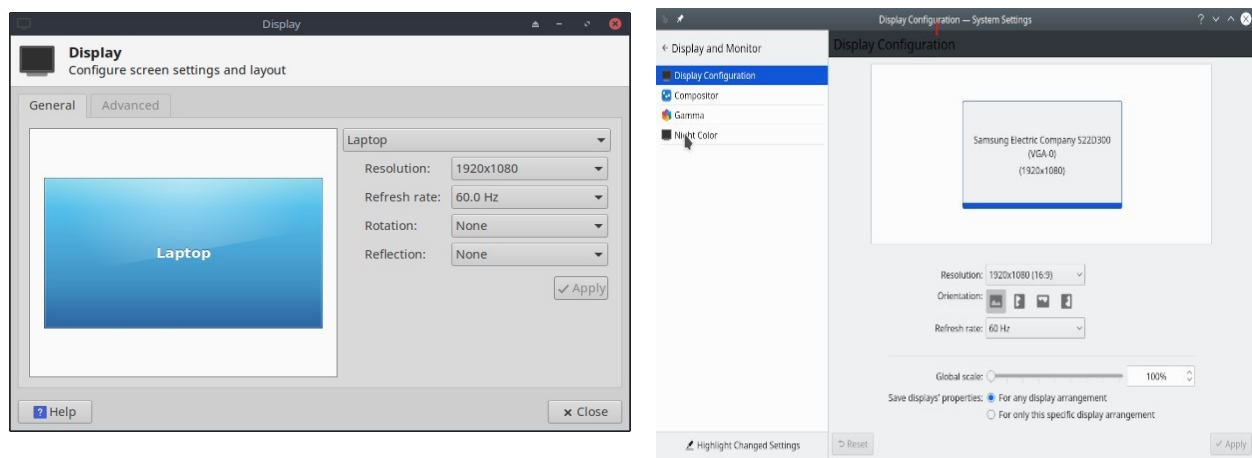 Display
Display
Configure screen settings and layout
General Advanced
Laptop
Resolution: 1920x1080
Refresh rate: 60.0 Hz
Rotation: None
Reflection: None
Apply
Laptop
Help
Close
Display Configuration — System Settings
Display and Monitor
Display Configuration
Compositor
Gamma
Night Color
Highlight Changed Settings
Display Configuration
Samsung Electric Company S22D300
(VGA-0)
(1920x1080)
Resolution: 1920x1080 (16:9)
Orientation:
Refresh rate: 60 Hz
Global scale: 100%
Save displays' properties: For any display arrangement
For only this specific display arrangement
Reset
Apply